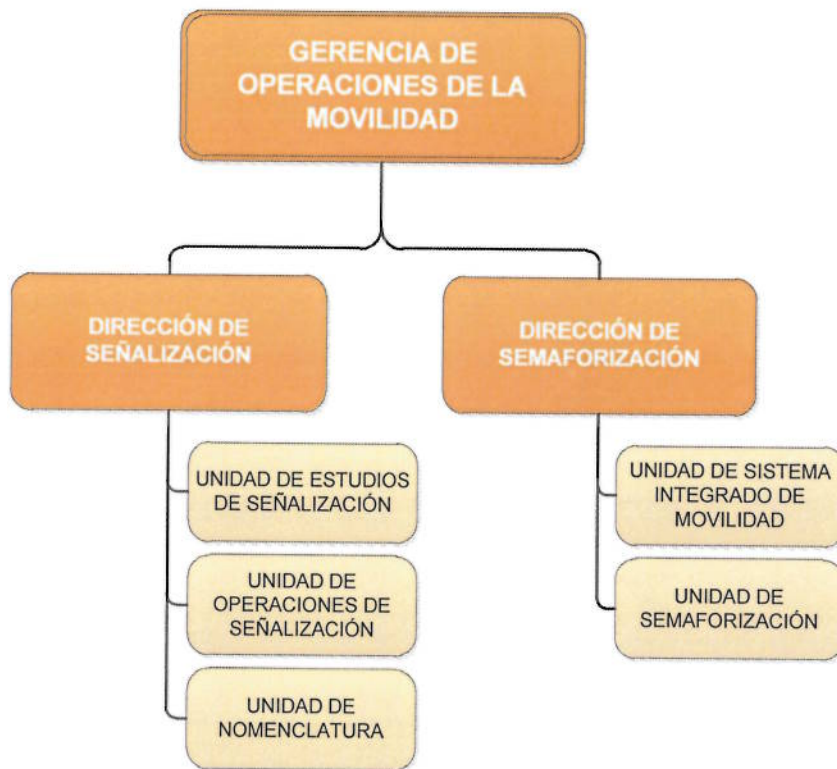 GERENCIA DE
OPERACIONES DE LA
MOVILIDAD
DIRECCIÓN DE
SEÑALIZACIÓN
DIRECCIÓN DE
SEMAFORIZACIÓN
UNIDAD DE ESTUDIOS
DE SEÑALIZACIÓN
UNIDAD DE
OPERACIONES DE
SEÑALIZACIÓN
UNIDAD DE
NOMENCLATURA
UNIDAD DE SISTEMA
INTEGRADO DE
MOVILIDAD
UNIDAD DE
SEMAFORIZACIÓN